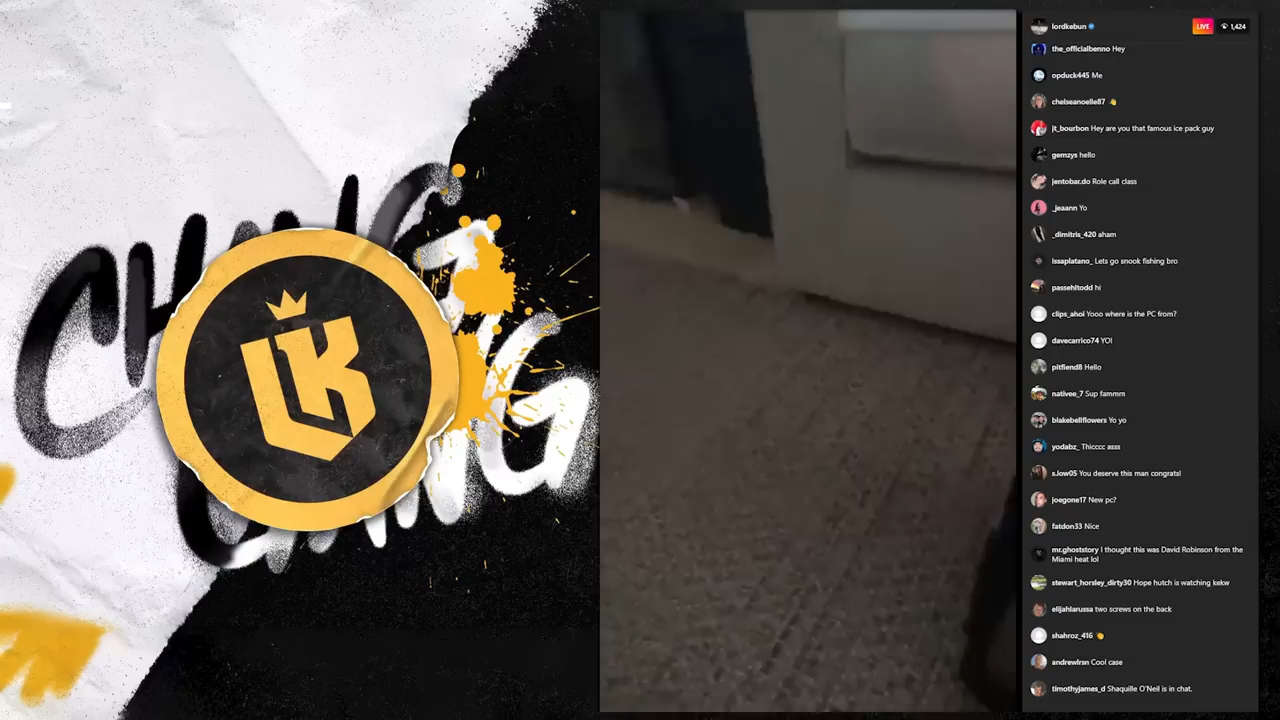 CHANG
GANG
LK
lordkebun
LIVE
1,424
the_officialbenno Hey
opduck445 Me
chelseanoelle87 👋
jt_bourbon Hey are you that famous ice pack guy
gemzys hello
jentobar.do Role call class
_jeaann Yo
_dimitris_420 aham
issaplatano_ Lets go snook fishing bro
passehltodd hi
clips_ahoi Yooo where is the PC from?
davecarrico74 YO!
pitfiend8 Hello
nativee_7 Sup fammm
blakebellflowers Yo yo
yodabz_ Thicccc asss
s.low05 You deserve this man congrats!
joegone17 New pc?
fatdon33 Nice
mr.ghoststory I thought this was David Robinson from the
Miami heat lol
stewart_horsley_dirty30 Hope hutch is watching kekw
elijahlarussa two screws on the back
shahroz_416 👏
andrewlrsn Cool case
timothyjames_d Shaquille O'Neil is in chat.